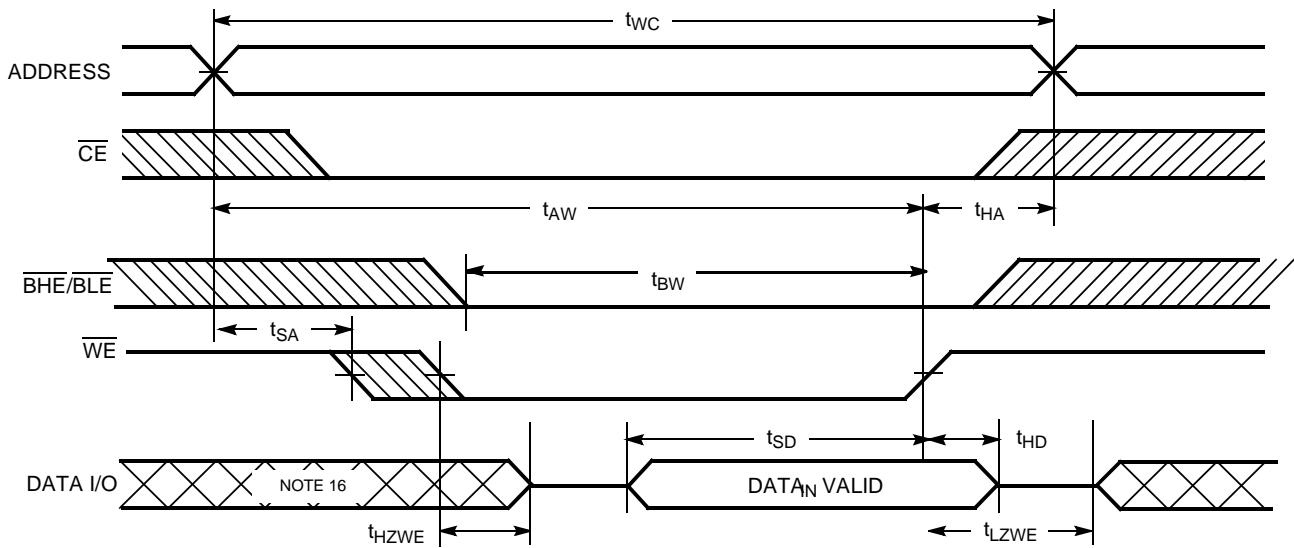 tWC
ADDRESS
CE
tAW
tHA
BHE/BLE
tBW
tSA
WE
tSD
tHD
DATA I/O
NOTE 16
DATAIN VALID
tHZWE
tLZWE